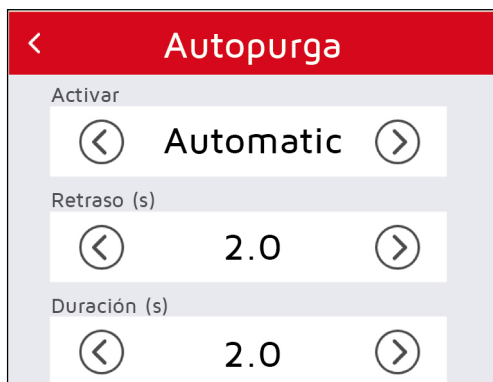 Autopurga
Activar
Automatic
Retraso (s)
2.0
Duración (s)
2.0